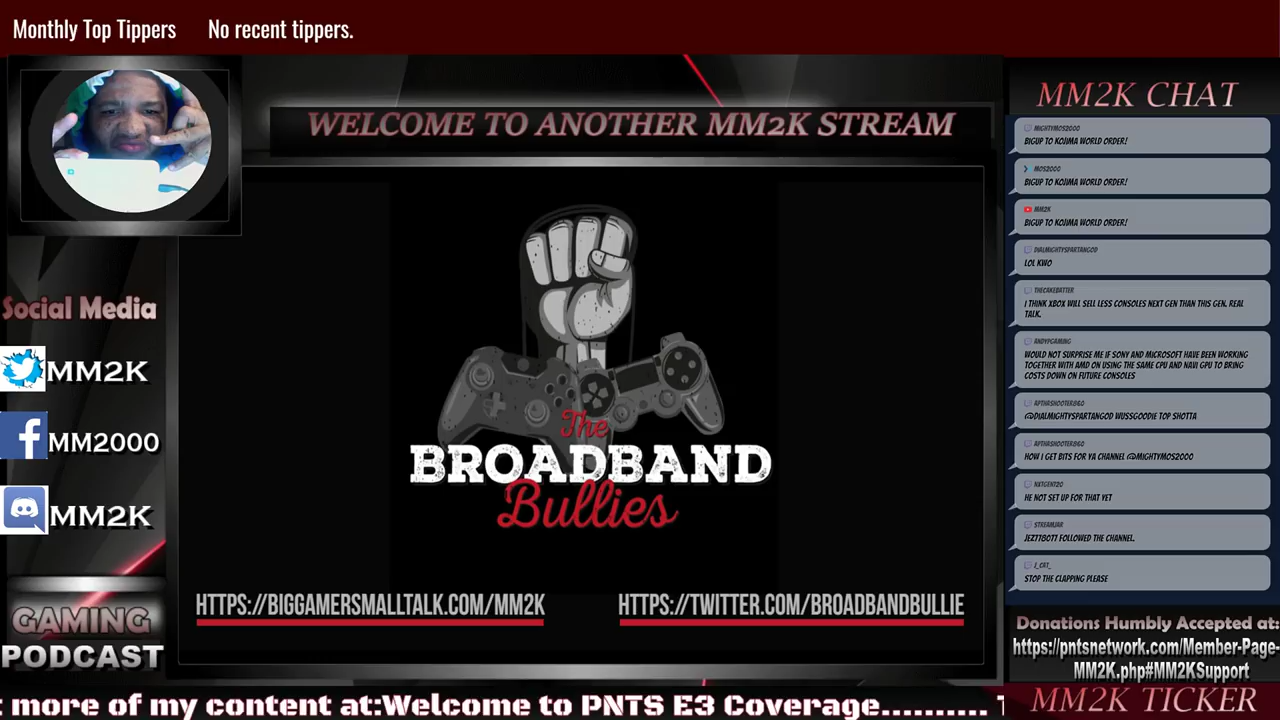 Monthly Top Tippers No recent tippers.
WELCOME TO ANOTHER MM2K STREAM
Social Media
MM2K
MM2000
MM2K
GAMING
PODCAST
The
BROADBAND
Bullies
HTTPS://BIGGAMERSMALLTALK.COM/MM2K
HTTPS://TWITTER.COM/BROADBANDBULLIE
MM2K CHAT
MIGHTYMOS2000
BIGUP TO KOJIMA WORLD ORDER!
MOS2000
BIGUP TO KOJIMA WORLD ORDER!
MM2K
BIGUP TO KOJIMA WORLD ORDER!
DIALMIGHTYSPARTANGOD
LOL KWO
THECAKEBATTER
I THINK XBOX WILL SELL LESS CONSOLES NEXT GEN THAN THIS GEN. REAL
TALK.
ANDYPGAMING
WOULD NOT SURPRISE ME IF SONY AND MICROSOFT HAVE BEEN WORKING
TOGETHER WITH AMD ON USING THE SAME CPU AND NAVI GPU TO BRING
COSTS DOWN ON FUTURE CONSOLES
APTHASHOOTER860
@DIALMIGHTYSPARTANGOD WUSSGOODIE TOP SHOTTA
APTHASHOOTER860
HOW I GET BITS FOR YA CHANNEL @MIGHTYMOS2000
NXTGENT20
HE NOT SET UP FOR THAT YET
STREAMJAR
JEZ778077 FOLLOWED THE CHANNEL.
J_CAT_
STOP THE CLAPPING PLEASE
Donations Humbly Accepted at:
https://pntsnetwork.com/Member-Page-
MM2K.php#MM2KSupport
t more of my content at:Welcome to PNTS E3 Coverage.......... T
MM2K TICKER